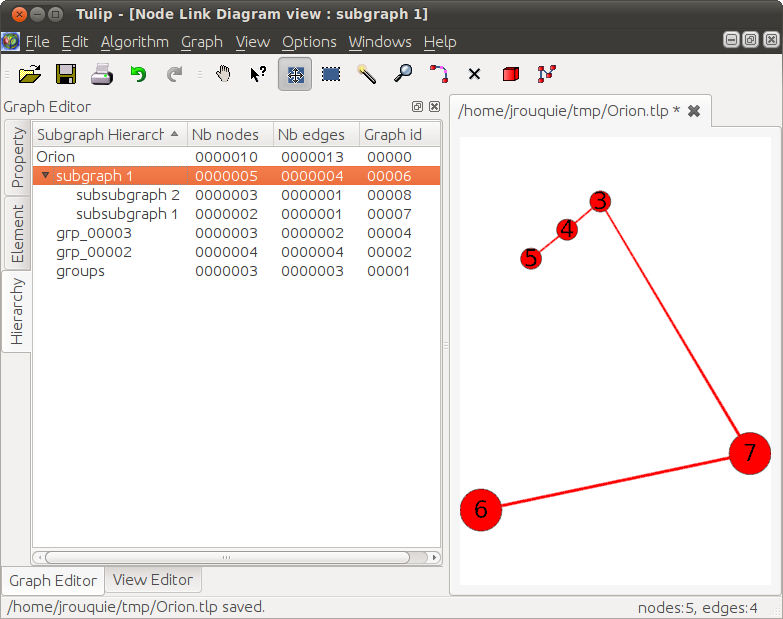 Tulip - [Node Link Diagram view : subgraph 1]
File Edit Algorithm Graph View Options Windows Help
?
Graph Editor
/home/jrouquie/tmp/Orion.tlp *
Property
Element
Hierarchy
Subgraph Hierarch Nb nodes Nb edges Graph id
Orion 0000010 0000013 00000
subgraph 1 0000005 0000004 00006
subsubgraph 2 0000003 0000001 00008
subsubgraph 1 0000002 0000001 00007
grp_00003 0000003 0000002 00004
grp_00002 0000004 0000004 00002
groups 0000003 0000003 00001
3
4
5
7
6
Graph Editor View Editor
/home/jrouquie/tmp/Orion.tlp saved.
nodes:5, edges:4